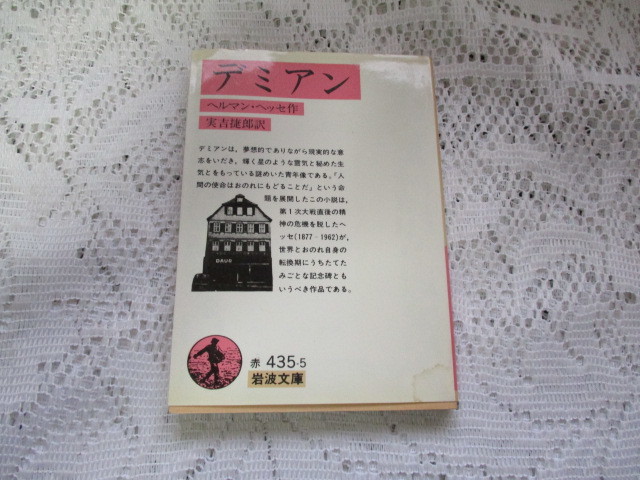 デミアン
ヘルマン・ヘッセ作
実吉捷郎訳
デミアンは、夢想的でありながら現実的な意
志をいだき、輝く星のような霊気と秘めた生
気とをもっている謎めいた青年像である。「人
間の使命はおのれにもどることだ」という命
題を展開したこの小説は、
第1次大戦直後の精
神の危機を脱したヘ
ッセ(1877-1962)が、
世界とおのれ自身の
転換期にうちたてた
みごとな記念碑とも
いうべき作品である。
DAUB
赤 435-5
岩波文庫